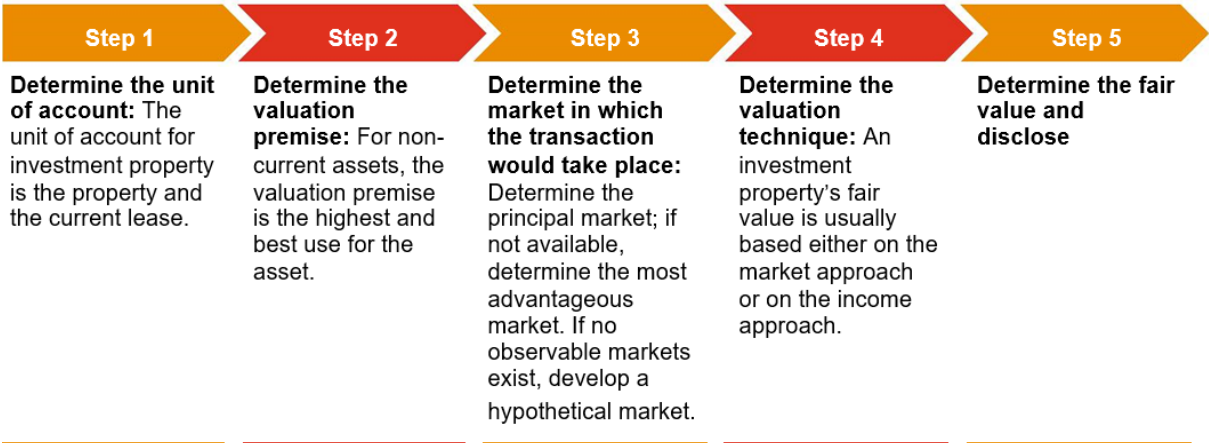 Step 1
Step 2
Step 3
Step 4
Step 5
Determine the unit
of account: The
unit of account for
investment property
is the property and
the current lease.
Determine the
valuation
premise: For non-
current assets, the
valuation premise
is the highest and
best use for the
asset.
Determine the
market in which
the transaction
would take place:
Determine the
principal market; if
not available,
determine the most
advantageous
market. If no
observable markets
exist, develop a
hypothetical market.
Determine the
valuation
technique: An
investment
property’s fair
value is usually
based either on the
market approach
or on the income
approach.
Determine the fair
value and
disclose